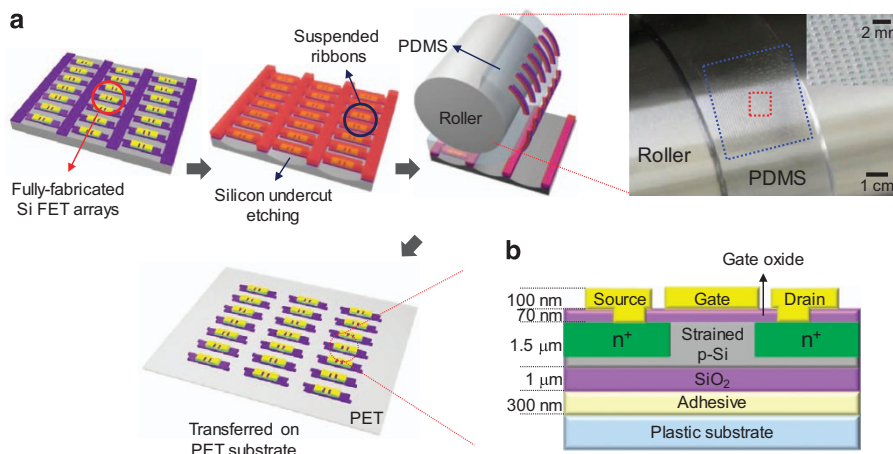 a
Suspended
ribbons
PDMS
Roller
Fully-fabricated
Si FET arrays
Silicon undercut
etching
2 mm
Roller
PDMS
1 cm
PET
Transferred on
PET substrate
b
Gate oxide
100 nm
Source
Gate
Drain
70 nm
1.5 μm
n+
Strained
p-Si
n+
1 μm
SiO₂
300 nm
Adhesive
Plastic substrate